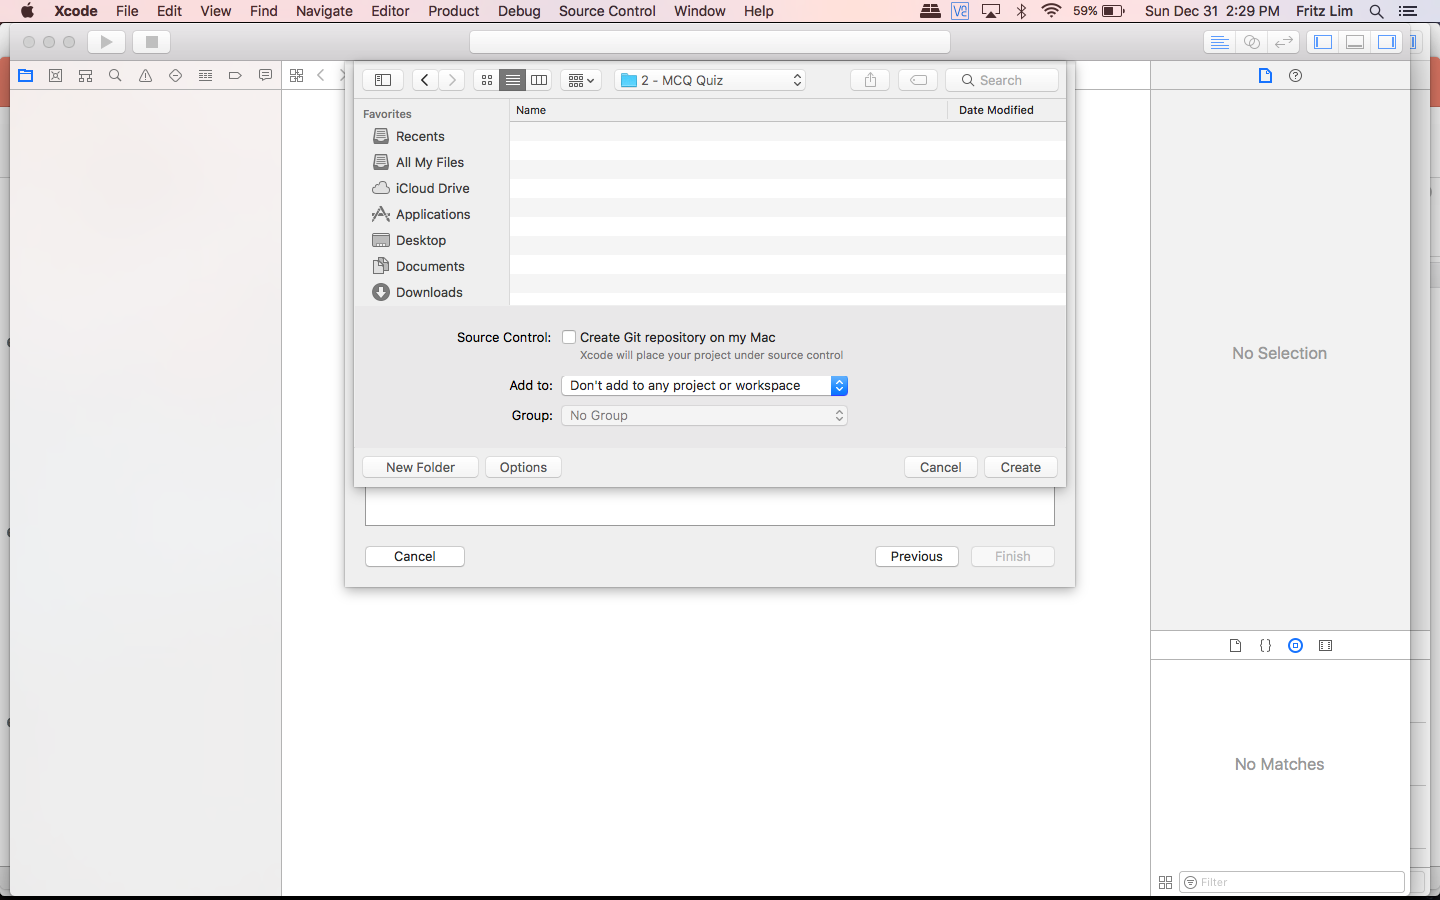 Xcode File Edit View Find Navigate Editor Product Debug Source Control Window Help 59% Sun Dec 31 2:29 PM Fritz Lim
2 - MCQ Quiz
Search
Favorites
Name
Date Modified
Recents
All My Files
iCloud Drive
Applications
Desktop
Documents
Downloads
Source Control:
Create Git repository on my Mac
Xcode will place your project under source control
Add to:
Don't add to any project or workspace
Group:
No Group
New Folder
Options
Cancel
Create
Cancel
Previous
Finish
No Selection
No Matches
Filter